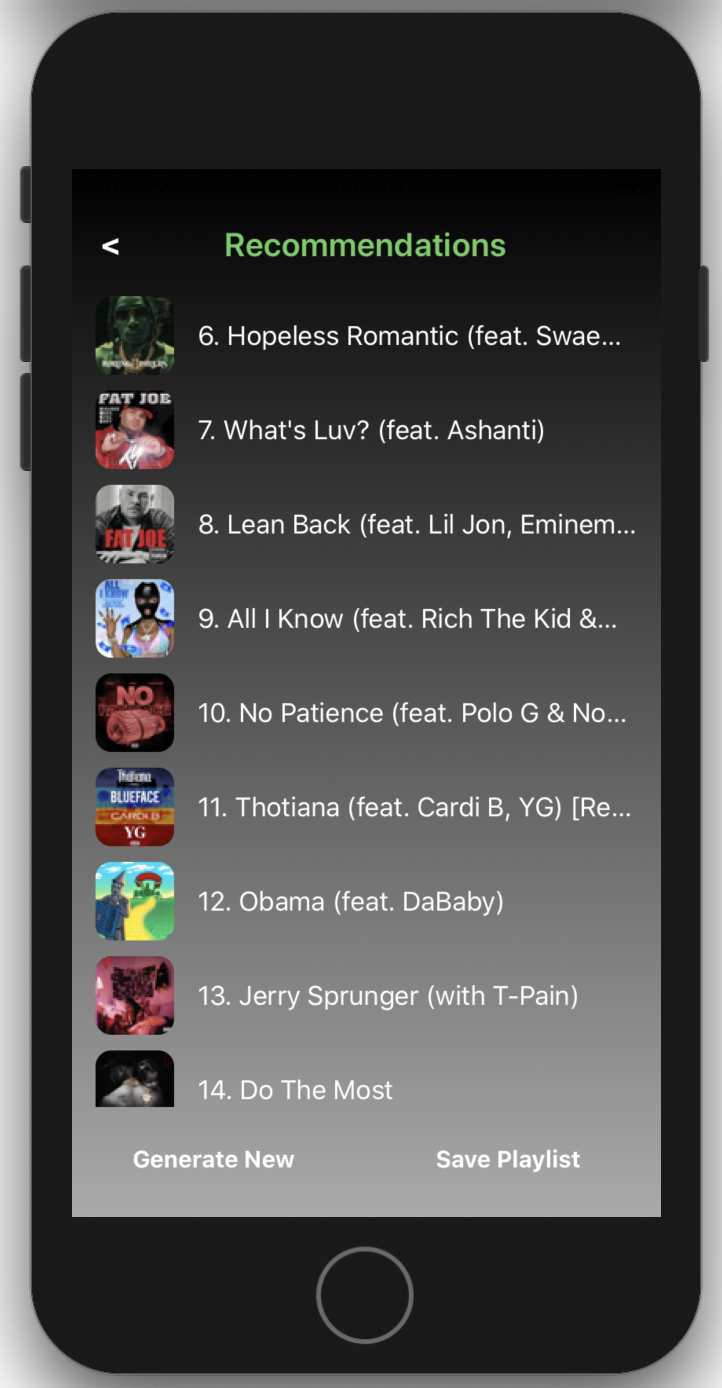 <
Recommendations
6. Hopeless Romantic (feat. Swae...
FAT JOE
7. What's Luv? (feat. Ashanti)
8. Lean Back (feat. Lil Jon, Eminem...
FAT JOE
ALL
I KNOW
9. All I Know (feat. Rich The Kid &...
NO
10. No Patience (feat. Polo G & No...
Thotiana
BLUEFACE
CARDI B
YG
11. Thotiana (feat. Cardi B, YG) [Re...
12. Obama (feat. DaBaby)
13. Jerry Sprunger (with T-Pain)
14. Do The Most
Generate New
Save Playlist